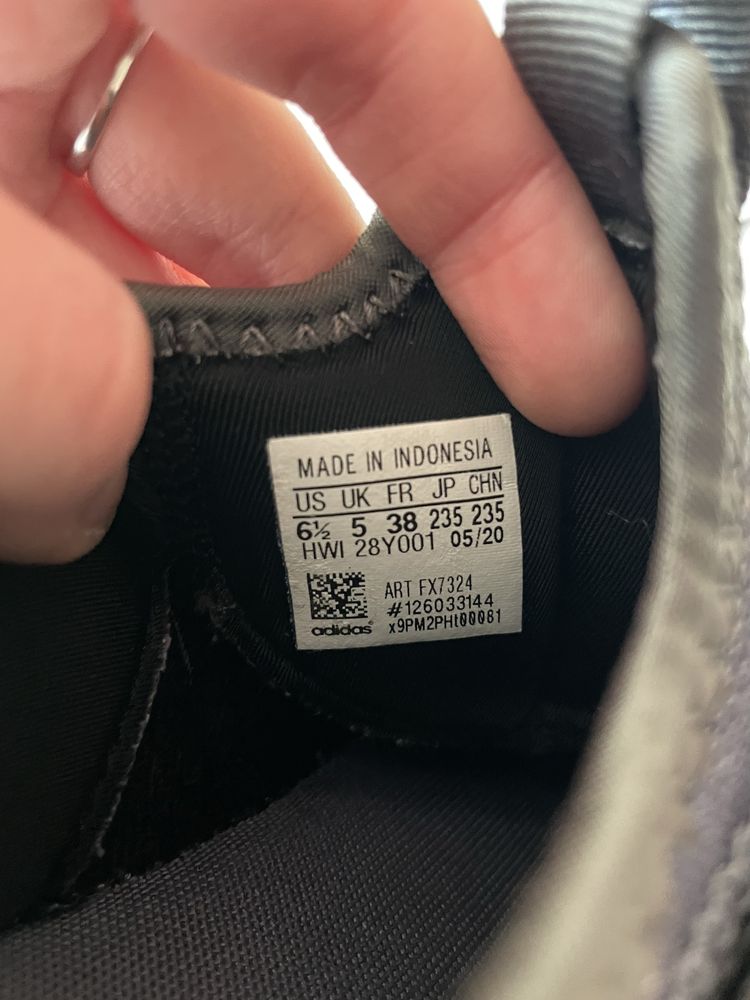 MADE IN INDONESIA
US UK FR JP CHN
6½ 5 38 235 235
HWI 28Y001 05/20
ART FX7324
#126033144
adidas x9PM2PHt00081